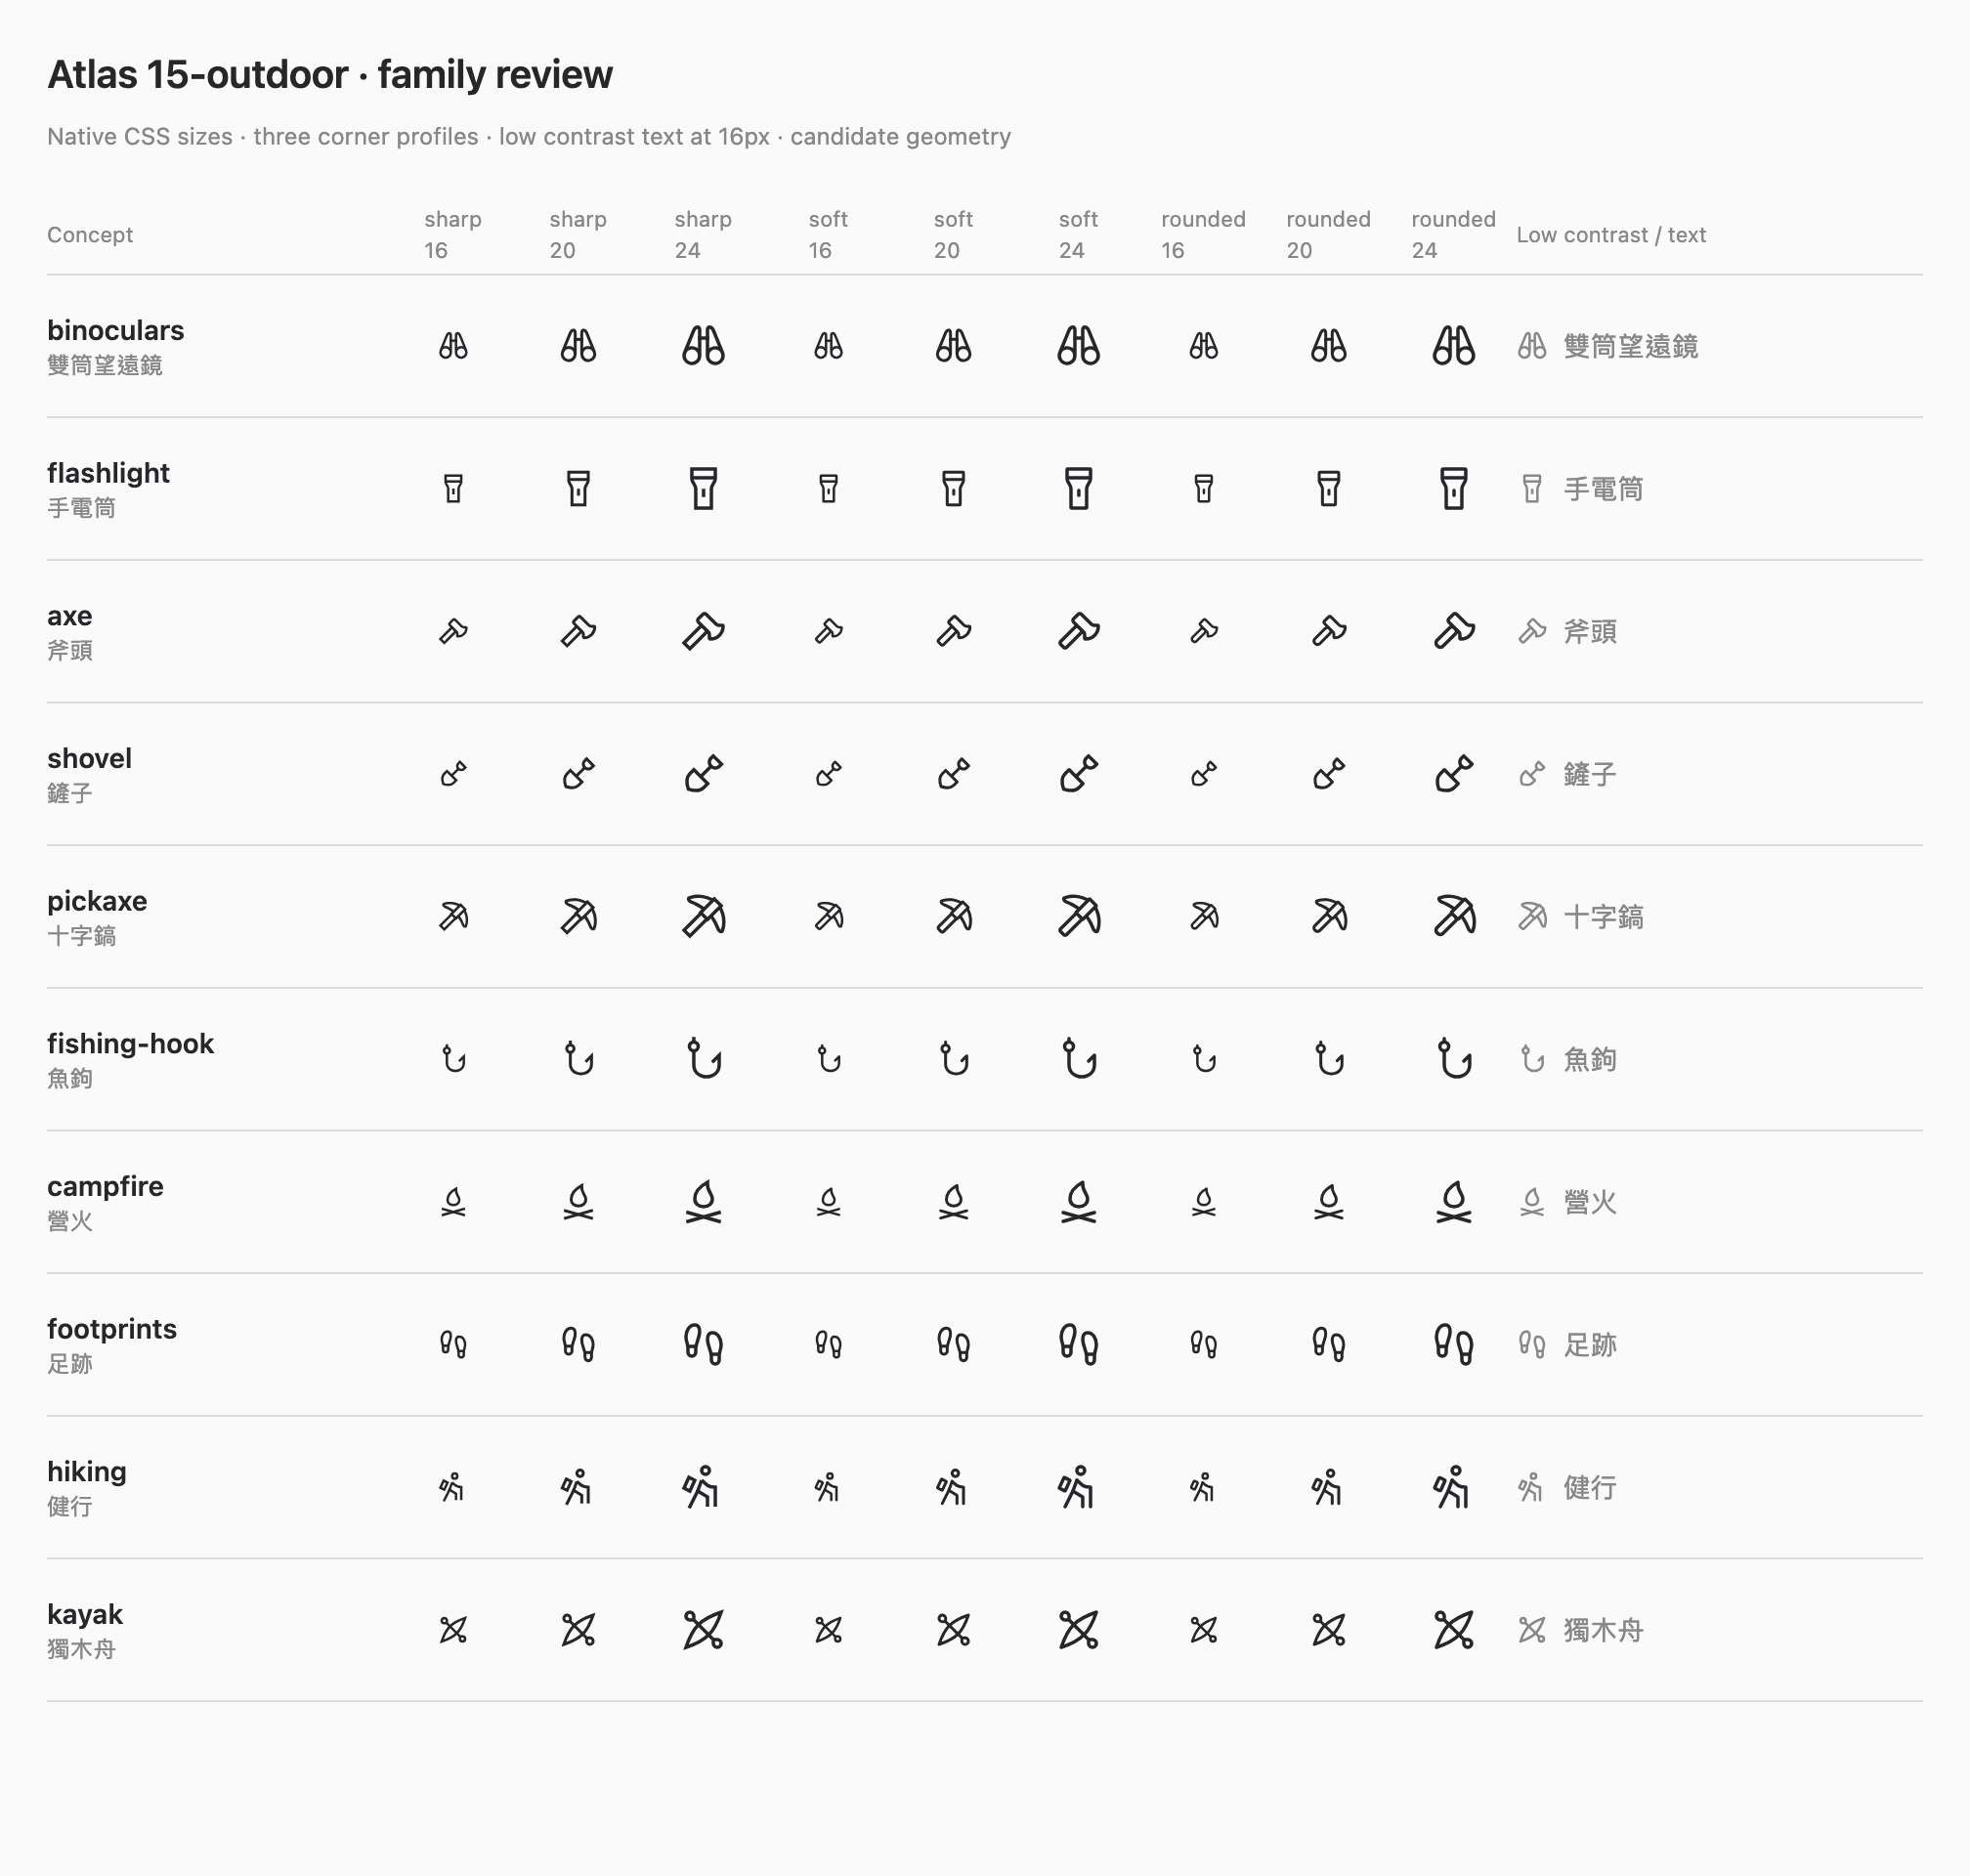 Atlas 15-outdoor · family review
Native CSS sizes · three corner profiles · low contrast text at 16px · candidate geometry
Concept
sharp 16
sharp 20
sharp 24
soft 16
soft 20
soft 24
rounded 16
rounded 20
rounded 24
Low contrast / text
binoculars
雙筒望遠鏡
雙筒望遠鏡
flashlight
手電筒
手電筒
axe
斧頭
斧頭
shovel
鏟子
鏟子
pickaxe
十字鎬
十字鎬
fishing-hook
魚鉤
魚鉤
campfire
營火
營火
footprints
足跡
足跡
hiking
健行
健行
kayak
獨木舟
獨木舟